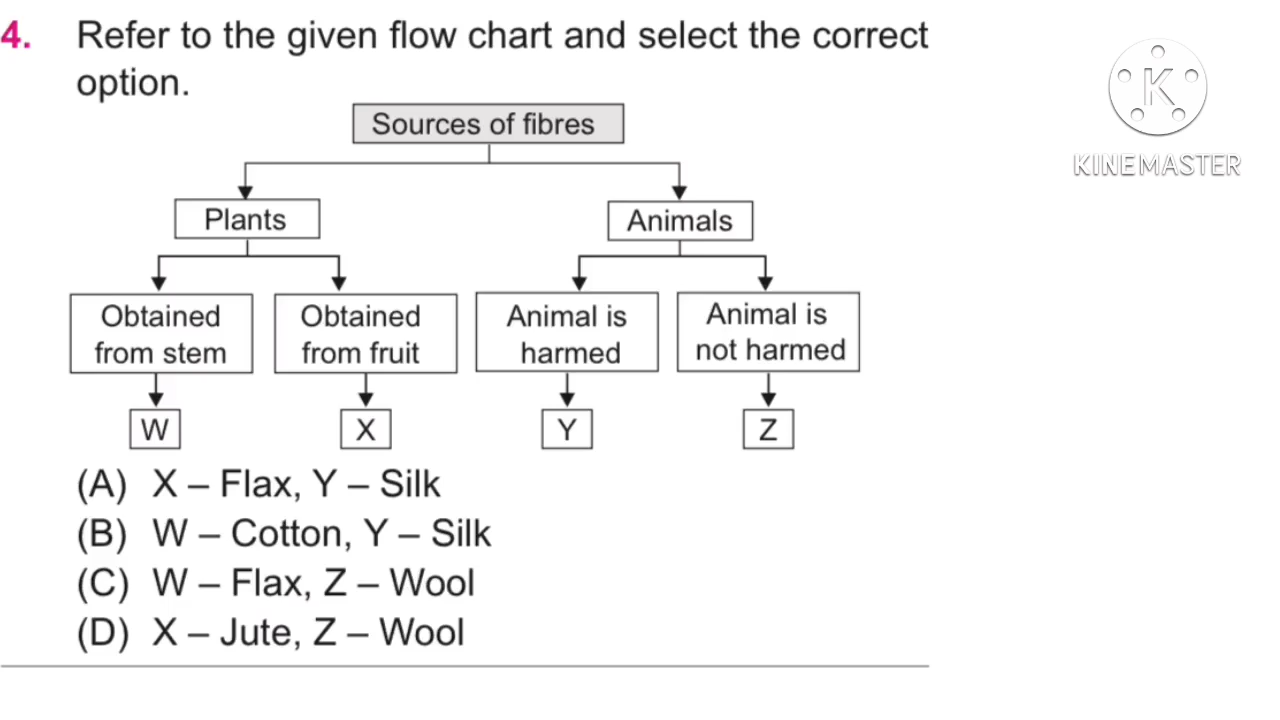 4. Refer to the given flow chart and select the correct
option.
Sources of fibres
Plants
Animals
Obtained
from stem
Obtained
from fruit
Animal is
harmed
Animal is
not harmed
W
X
Y
Z
(A) X – Flax, Y – Silk
(B) W – Cotton, Y – Silk
(C) W – Flax, Z – Wool
(D) X – Jute, Z – Wool
K
KINEMASTER